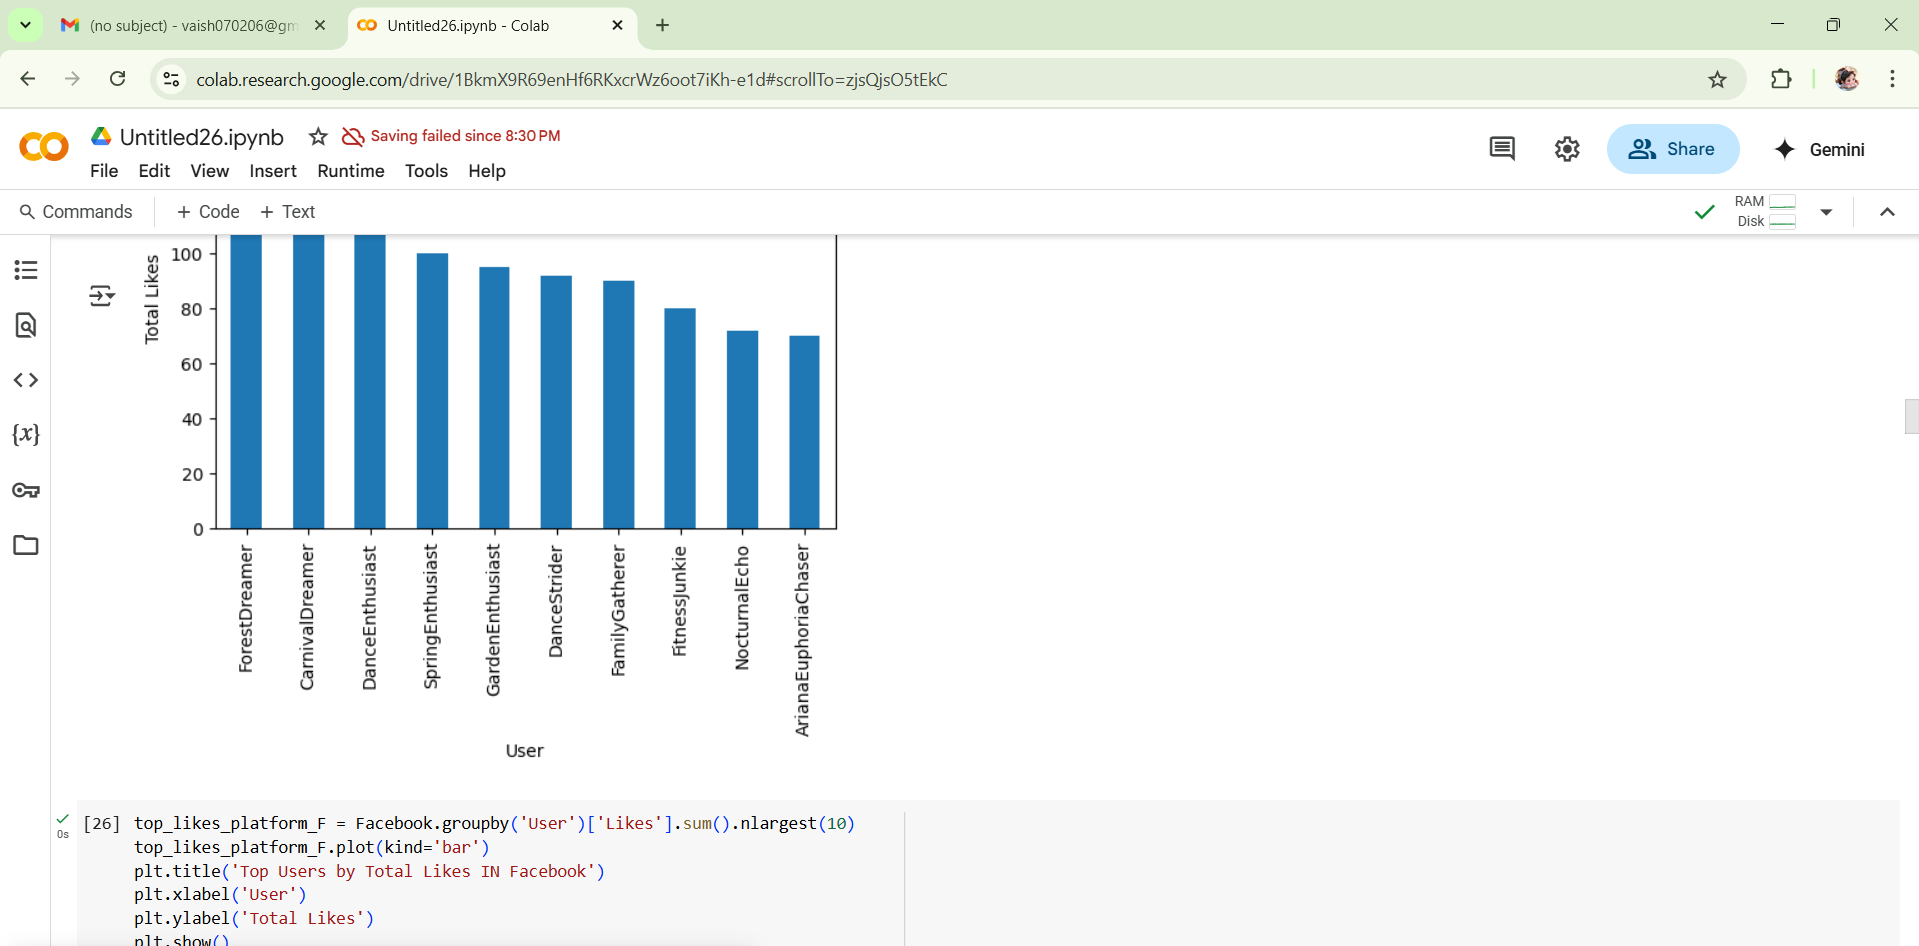 (no subject) - vaish070206@gm
Untitled26.ipynb - Colab
colab.research.google.com/drive/1BkmX9R69enHf6RKxcrWz6oot7iKh-e1d#scrollTo=zjsQjsO5tEkC
Untitled26.ipynb
Saving failed since 8:30 PM
File Edit View Insert Runtime Tools Help
Share
Gemini
Commands
+ Code
+ Text
RAM
Disk
Total Likes
100
80
60
40
20
0
ForestDreamer
CarnivalDreamer
DanceEnthusiast
SpringEnthusiast
GardenEnthusiast
DanceStrider
FamilyGatherer
FitnessJunkie
NocturnalEcho
ArianaEuphoriaChaser
User
0s
[26] top_likes_platform_F = Facebook.groupby('User')['Likes'].sum().nlargest(10)
top_likes_platform_F.plot(kind='bar')
plt.title('Top Users by Total Likes IN Facebook')
plt.xlabel('User')
plt.ylabel('Total Likes')
plt.show()